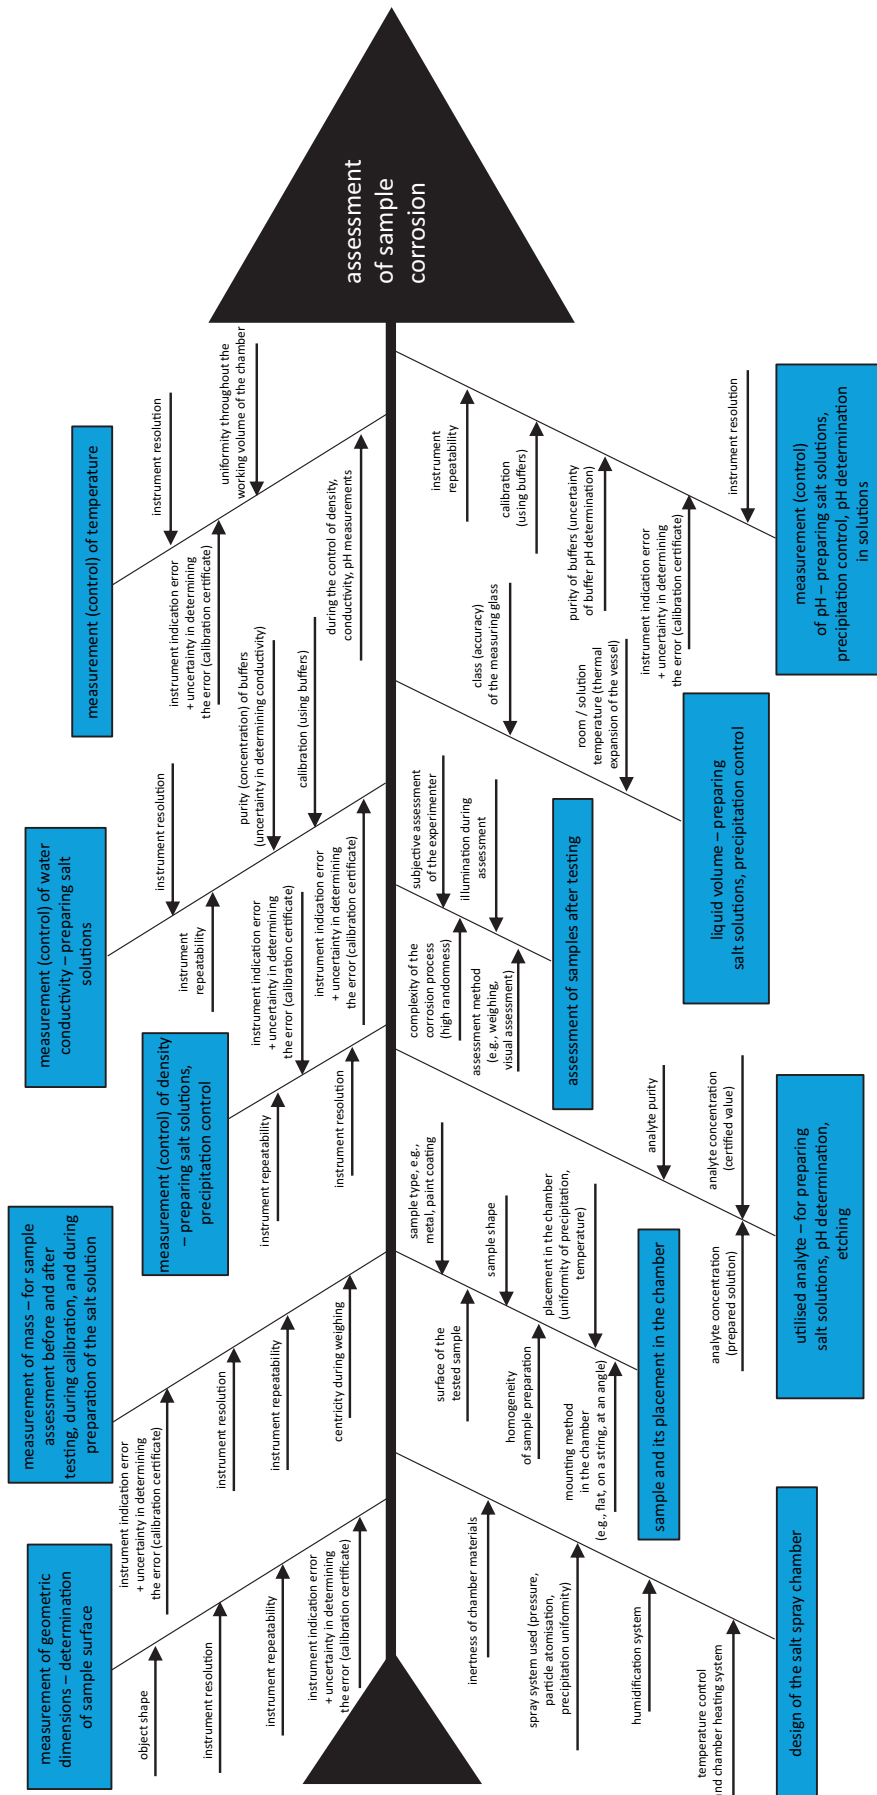 assessment
of sample
corrosion
measurement of geometric
dimensions – determination
of sample surface
object shape
instrument resolution
instrument repeatability
instrument indication error
+ uncertainty in determining
the error (calibration certificate)
measurement of mass – for sample
assessment before and after
testing, during calibration, and during
preparation of the salt solution
instrument indication error
+ uncertainty in determining
the error (calibration certificate)
instrument resolution
instrument repeatability
centricity during weighing
measurement (control) of density
– preparing salt solutions,
precipitation control
instrument repeatability
instrument indication error
+ uncertainty in determining
the error (calibration certificate)
instrument resolution
measurement (control) of water
conductivity – preparing salt
solutions
instrument resolution
instrument
repeatability
purity (concentration) of buffers
(uncertainty in determining conductivity)
calibration (using buffers)
instrument indication error
+ uncertainty in determining
the error (calibration certificate)
measurement (control) of temperature
instrument resolution
instrument indication error
+ uncertainty in determining
the error (calibration certificate)
uniformity throughout the
working volume of the chamber
during the control of density,
conductivity, pH measurements
inertness of chamber materials
spray system used (pressure,
particle atomisation,
precipitation uniformity)
humidification system
temperature control
and chamber heating system
design of the salt spray chamber
sample type, e.g.,
metal, paint coating
surface of the
tested sample
sample shape
homogeneity
of sample preparation
placement in the chamber
(uniformity of precipitation,
temperature)
mounting method
in the chamber
(e.g., flat, on a string, at an angle)
sample and its placement in the chamber
analyte purity
analyte concentration
(certified value)
analyte concentration
(prepared solution)
utilised analyte – for preparing
salt solutions, pH determination,
etching
subjective assessment
of the experimenter
complexity of the
corrosion process
(high randomness)
illumination during
assessment
assessment method
(e.g., weighing,
visual assessment)
assessment of samples after testing
class (accuracy)
of the measuring glass
room / solution
temperature (thermal
expansion of the vessel)
liquid volume – preparing
salt solutions, precipitation control
instrument
repeatability
calibration
(using buffers)
purity of buffers (uncertainty
of buffer pH determination)
instrument indication error
+ uncertainty in determining
the error (calibration certificate)
instrument resolution
measurement (control)
of pH – preparing salt solutions,
precipitation control, pH determination
in solutions